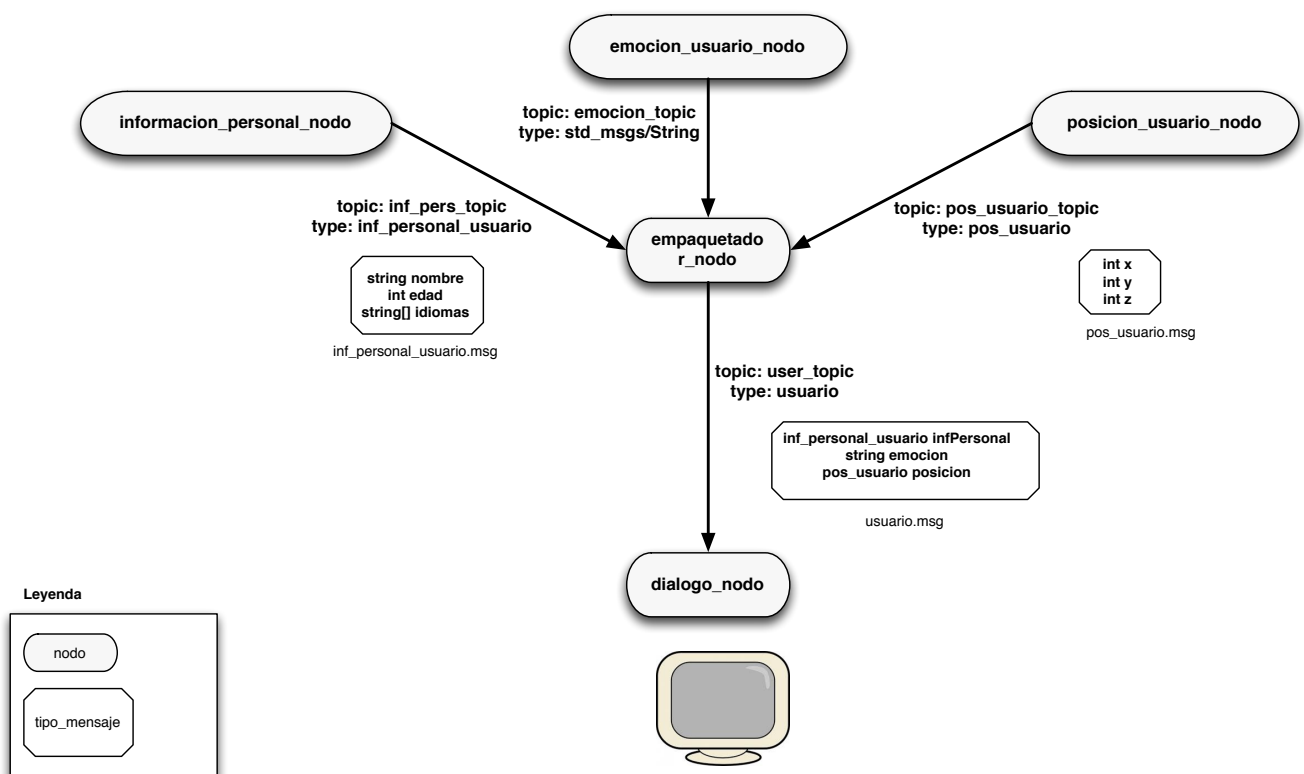 emocion_usuario_nodo
informacion_personal_nodo
posicion_usuario_nodo
topic: emocion_topic
type: std_msgs/String
topic: inf_pers_topic
type: inf_personal_usuario
topic: pos_usuario_topic
type: pos_usuario
empaquetado
r_nodo
string nombre
int edad
string[] idiomas
inf_personal_usuario.msg
int x
int y
int z
pos_usuario.msg
topic: user_topic
type: usuario
inf_personal_usuario infPersonal
string emocion
pos_usuario posicion
usuario.msg
dialogo_nodo
Leyenda
nodo
tipo_mensaje